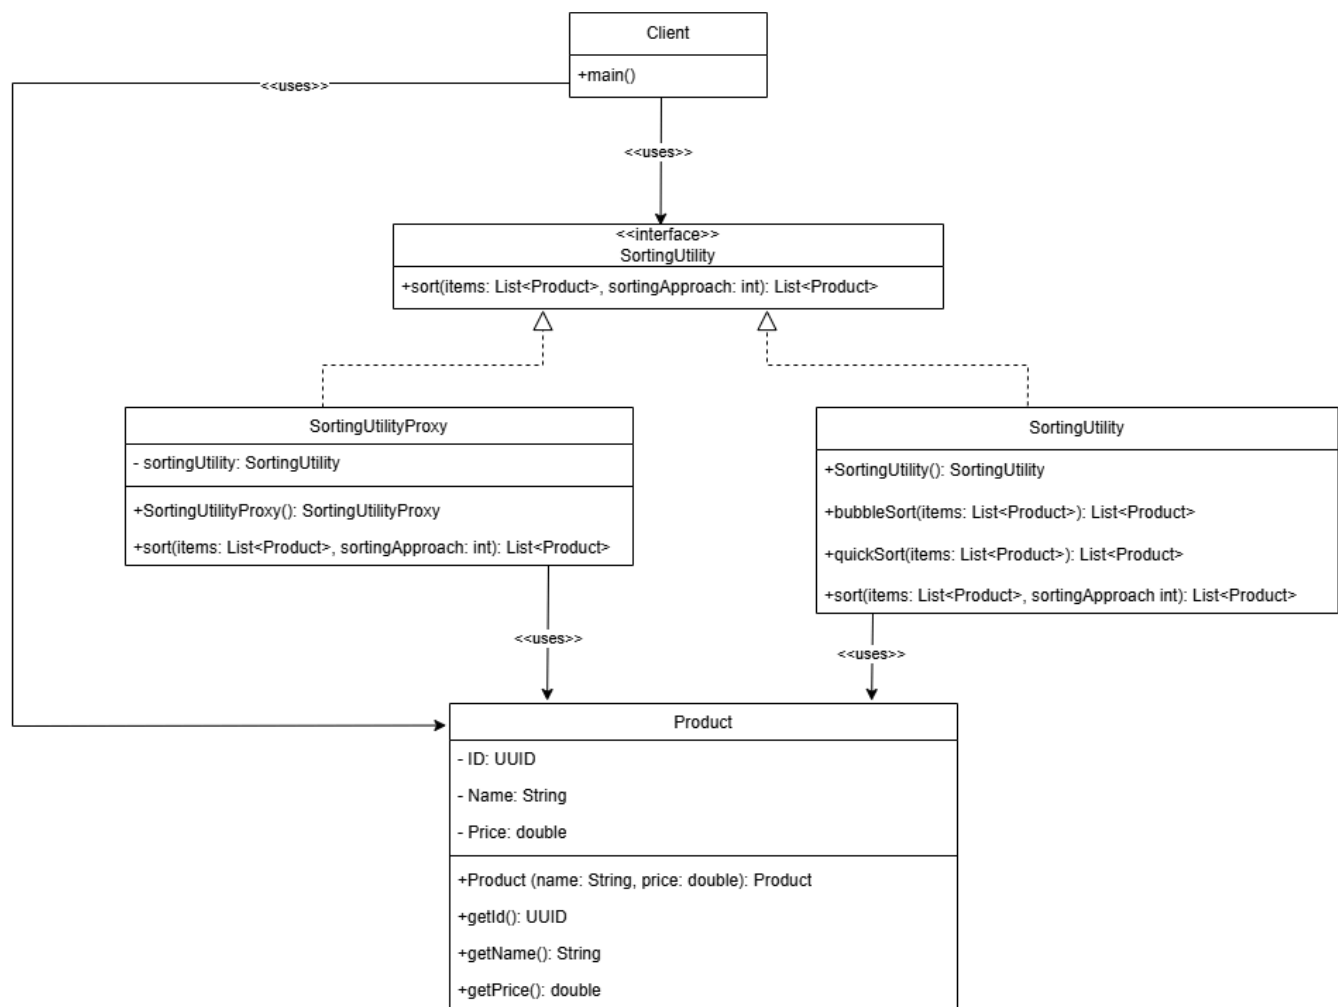 Client
+main()
<<uses>>
<<uses>>
<<interface>>
SortingUtility
+sort(items: List<Product>, sortingApproach: int): List<Product>
SortingUtilityProxy
- sortingUtility: SortingUtility
+SortingUtilityProxy(): SortingUtilityProxy
+sort(items: List<Product>, sortingApproach: int): List<Product>
SortingUtility
+SortingUtility(): SortingUtility
+bubbleSort(items: List<Product>): List<Product>
+quickSort(items: List<Product>): List<Product>
+sort(items: List<Product>, sortingApproach int): List<Product>
<<uses>>
<<uses>>
Product
- ID: UUID
- Name: String
- Price: double
+Product (name: String, price: double): Product
+getId(): UUID
+getName(): String
+getPrice(): double